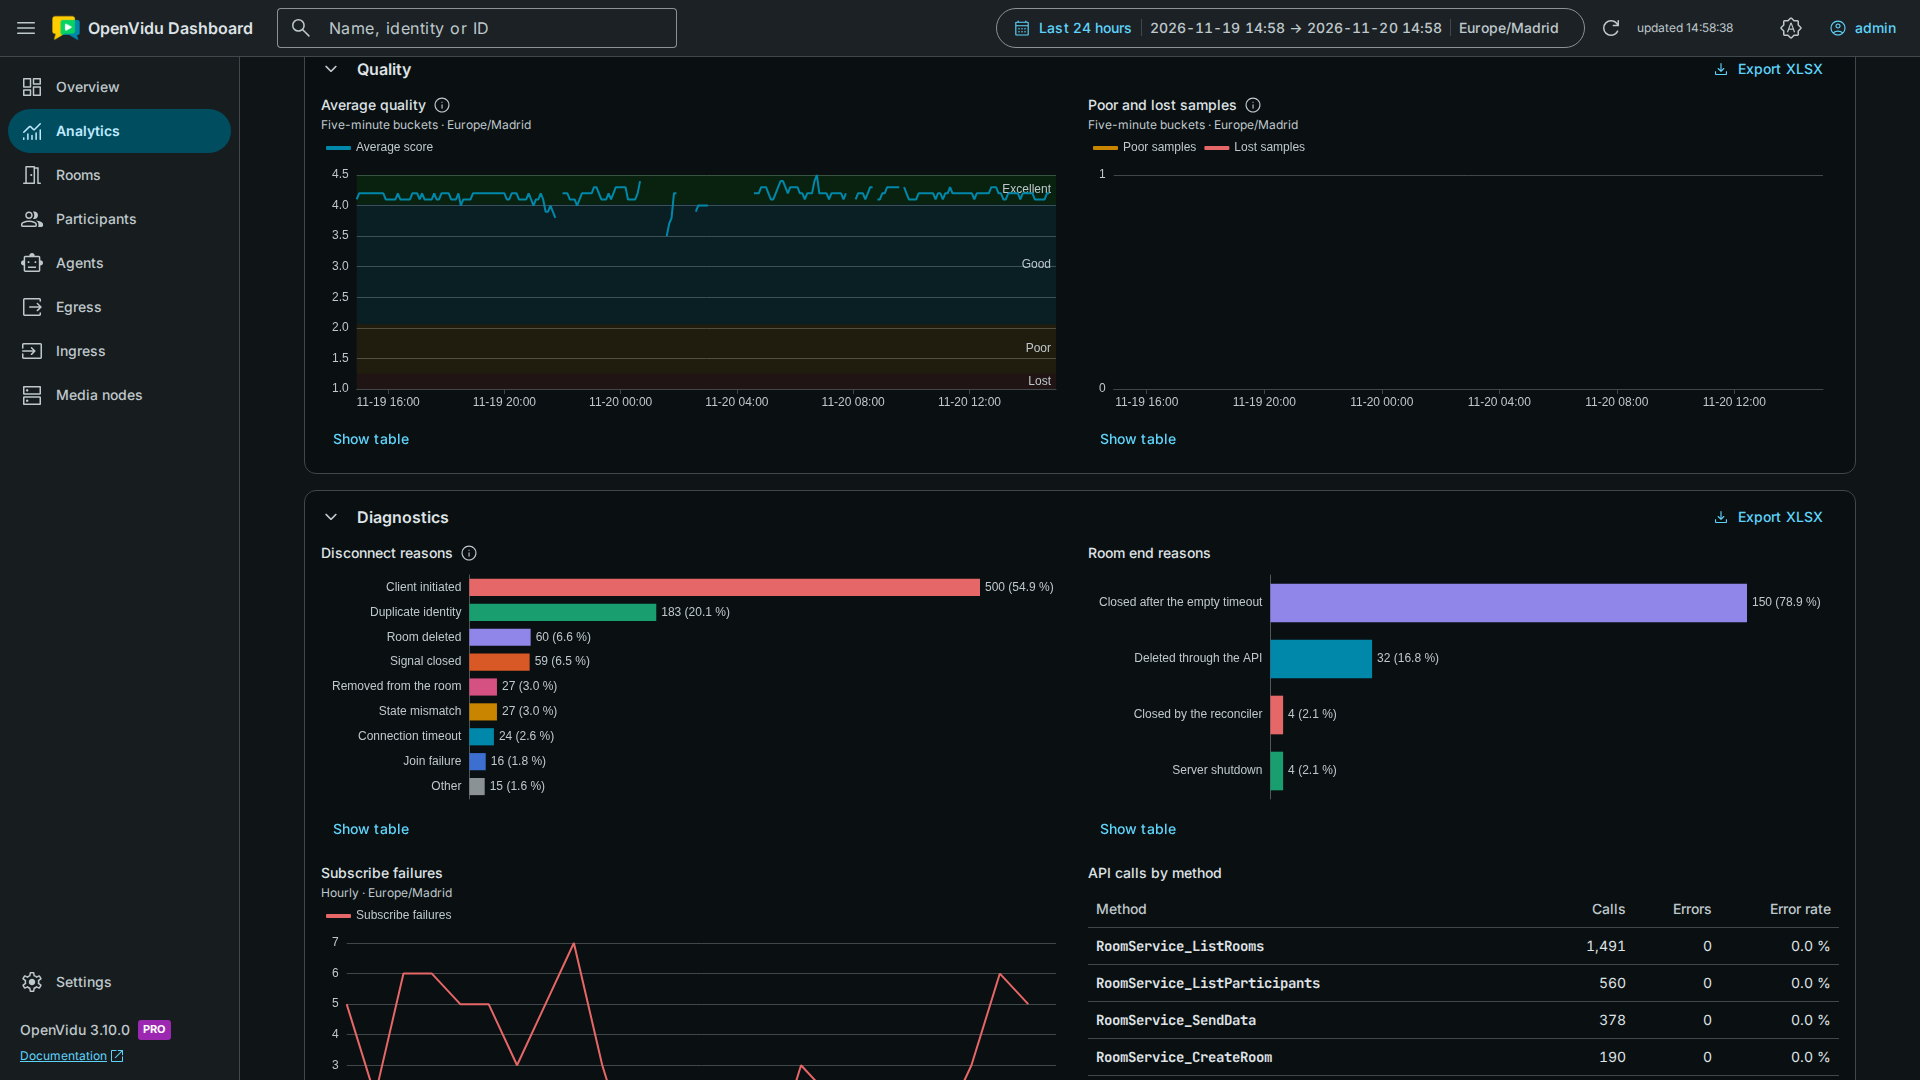 OpenVidu Dashboard
Name, identity or ID
Last 24 hours
2026-11-19 14:58 → 2026-11-20 14:58
Europe/Madrid
updated 14:58:38
admin
Overview
Analytics
Rooms
Participants
Agents
Egress
Ingress
Media nodes
Settings
OpenVidu 3.10.0 PRO
Documentation
Quality
Export XLSX
Average quality
Five-minute buckets · Europe/Madrid
Average score
4.5
4.0
3.5
3.0
2.5
2.0
1.5
1.0
Excellent
Good
Poor
Lost
11-19 16:00
11-19 20:00
11-20 00:00
11-20 04:00
11-20 08:00
11-20 12:00
Show table
Poor and lost samples
Five-minute buckets · Europe/Madrid
Poor samples
Lost samples
1
0
11-19 16:00
11-19 20:00
11-20 00:00
11-20 04:00
11-20 08:00
11-20 12:00
Show table
Diagnostics
Export XLSX
Disconnect reasons
Client initiated 500 (54.9 %)
Duplicate identity 183 (20.1 %)
Room deleted 60 (6.6 %)
Signal closed 59 (6.5 %)
Removed from the room 27 (3.0 %)
State mismatch 27 (3.0 %)
Connection timeout 24 (2.6 %)
Join failure 16 (1.8 %)
Other 15 (1.6 %)
Show table
Room end reasons
Closed after the empty timeout 150 (78.9 %)
Deleted through the API 32 (16.8 %)
Closed by the reconciler 4 (2.1 %)
Server shutdown 4 (2.1 %)
Show table
Subscribe failures
Hourly · Europe/Madrid
Subscribe failures
7
6
5
4
3
API calls by method
Method Calls Errors Error rate
RoomService_ListRooms 1,491 0 0.0 %
RoomService_ListParticipants 560 0 0.0 %
RoomService_SendData 378 0 0.0 %
RoomService_CreateRoom 190 0 0.0 %